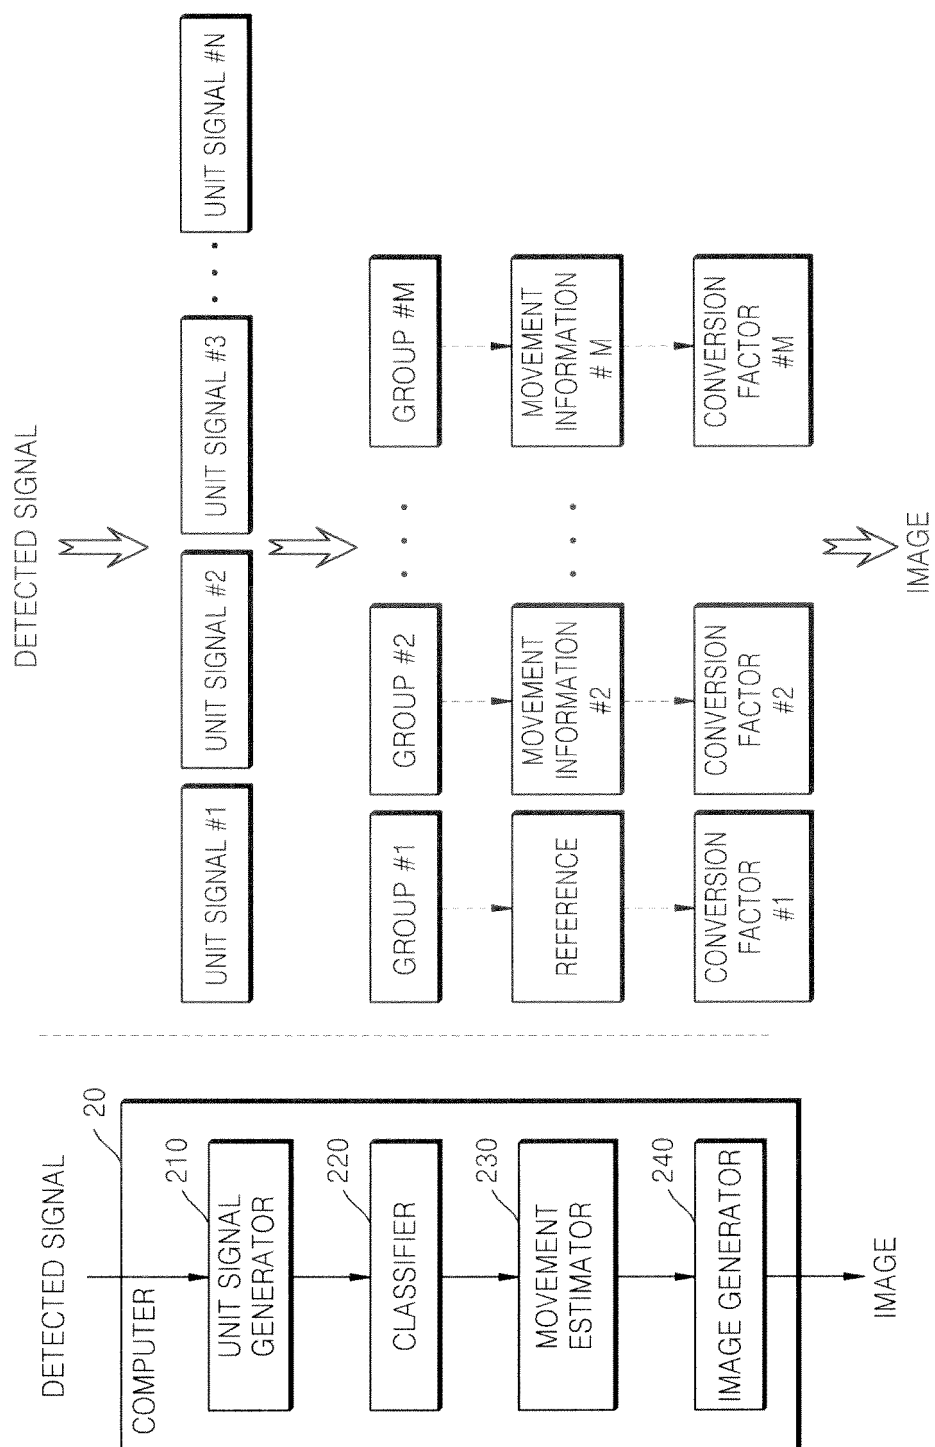 DETECTED SIGNAL
20
COMPUTER
210
UNIT SIGNAL
GENERATOR
220
CLASSIFIER
230
MOVEMENT
ESTIMATOR
240
IMAGE GENERATOR
IMAGE
DETECTED SIGNAL
UNIT SIGNAL #1
UNIT SIGNAL #2
UNIT SIGNAL #3
UNIT SIGNAL #N
GROUP #1
GROUP #2
GROUP #M
REFERENCE
MOVEMENT
INFORMATION
#2
MOVEMENT
INFORMATION
# M
CONVERSION
FACTOR
#1
CONVERSION
FACTOR
#2
CONVERSION
FACTOR
#M
IMAGE